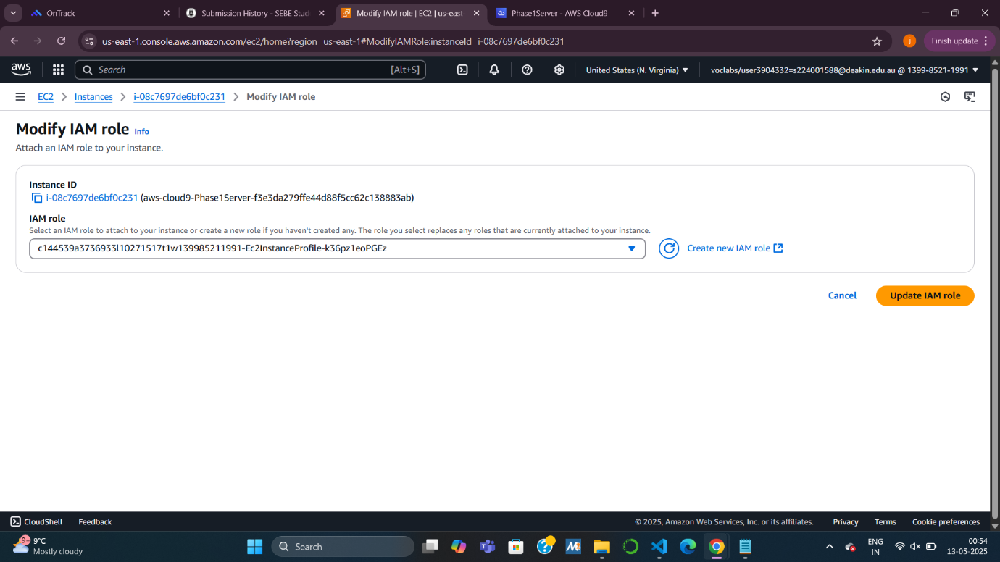 OnTrack
Submission History - SEBE Stud
Modify IAM role | EC2 | us-east-
Phase1Server - AWS Cloud9
us-east-1.console.aws.amazon.com/ec2/home?region=us-east-1#ModifyIAMRole:instanceId=i-08c7697de6bf0c231
j
Finish update
aws
Search
[Alt+S]
United States (N. Virginia)
voclabs/user3904332=s224001588@deakin.edu.au @ 1399-8521-1991
EC2
Instances
i-08c7697de6bf0c231
Modify IAM role
Modify IAM role Info
Attach an IAM role to your instance.
Instance ID
i-08c7697de6bf0c231 (aws-cloud9-Phase1Server-f3e3da279ffe44d88f5cc62c138883ab)
IAM role
Select an IAM role to attach to your instance or create a new role if you haven't created any. The role you select replaces any roles that are currently attached to your instance.
c144539a3736933l10271517t1w139985211991-Ec2InstanceProfile-k36pz1eoPGEz
Create new IAM role
Cancel
Update IAM role
CloudShell
Feedback
© 2025, Amazon Web Services, Inc. or its affiliates.
Privacy
Terms
Cookie preferences
9+
9°C
Mostly cloudy
Search
ENG
IN
00:54
13-05-2025